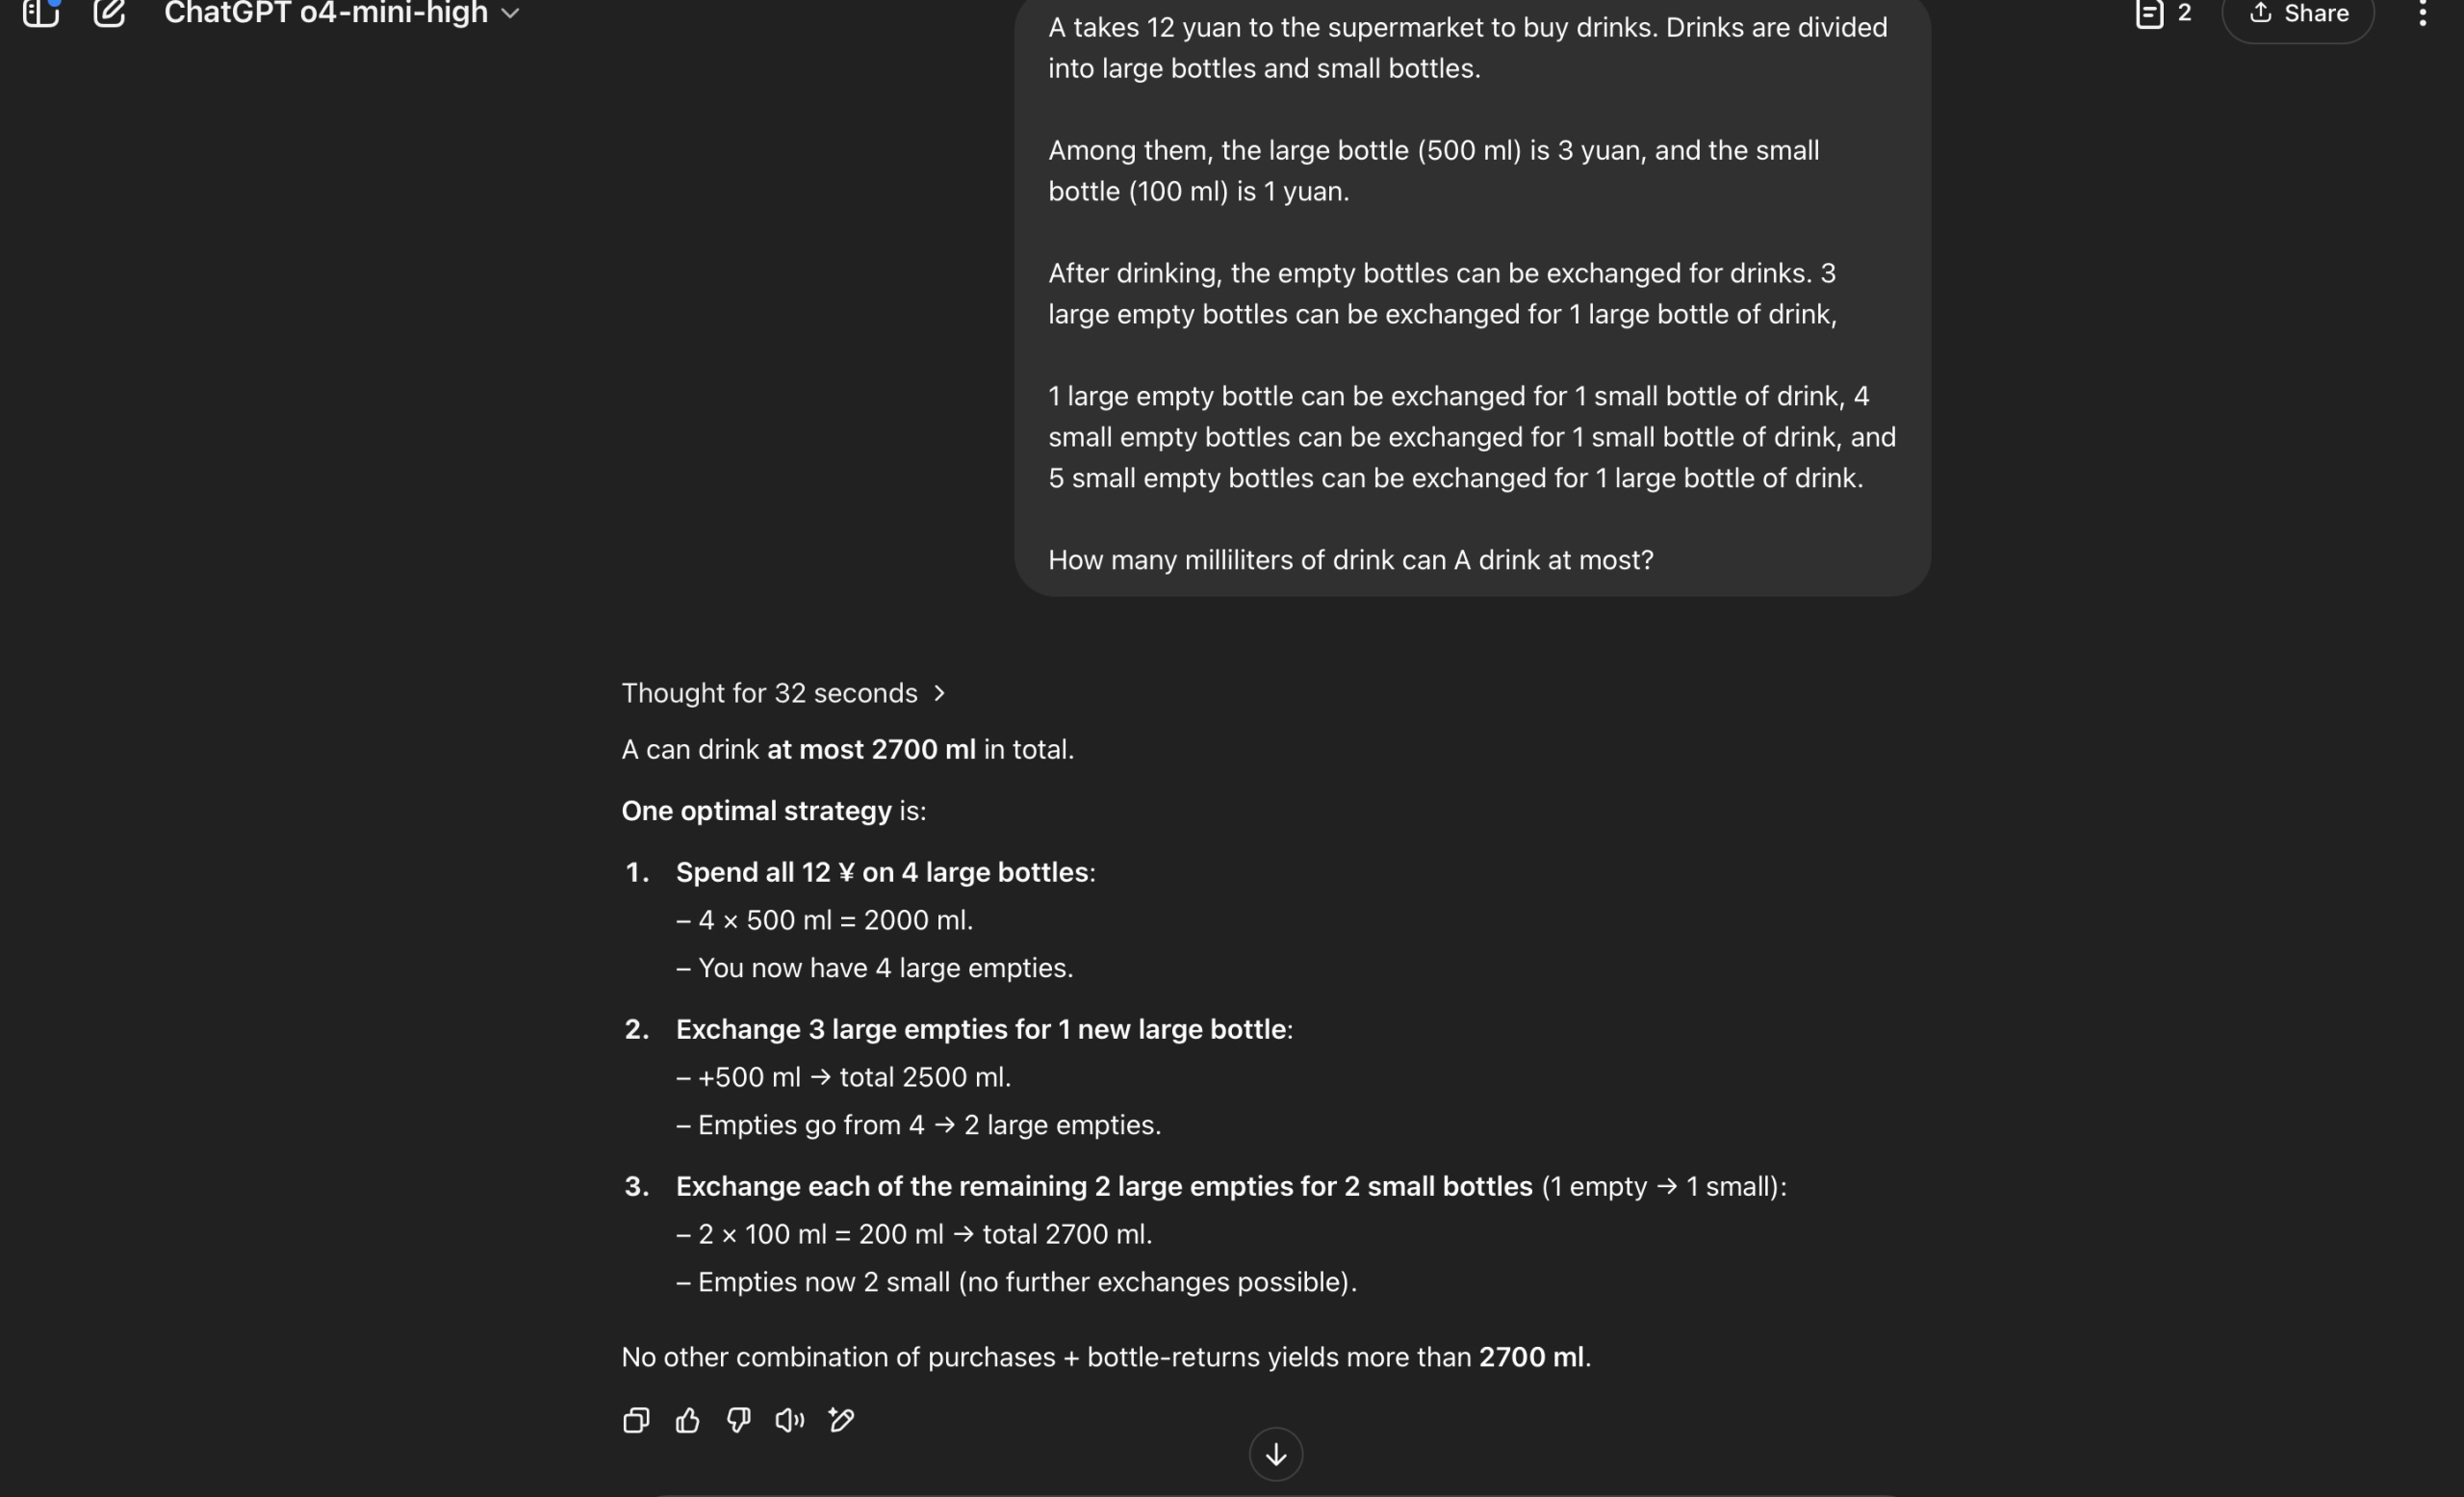 ChatGPT o4-mini-high
2 Share
A takes 12 yuan to the supermarket to buy drinks. Drinks are divided
into large bottles and small bottles.
Among them, the large bottle (500 ml) is 3 yuan, and the small
bottle (100 ml) is 1 yuan.
After drinking, the empty bottles can be exchanged for drinks. 3
large empty bottles can be exchanged for 1 large bottle of drink,
1 large empty bottle can be exchanged for 1 small bottle of drink, 4
small empty bottles can be exchanged for 1 small bottle of drink, and
5 small empty bottles can be exchanged for 1 large bottle of drink.
How many milliliters of drink can A drink at most?
Thought for 32 seconds >
A can drink at most 2700 ml in total.
One optimal strategy is:
1. Spend all 12 ¥ on 4 large bottles:
– 4 × 500 ml = 2000 ml.
– You now have 4 large empties.
2. Exchange 3 large empties for 1 new large bottle:
– +500 ml → total 2500 ml.
– Empties go from 4 → 2 large empties.
3. Exchange each of the remaining 2 large empties for 2 small bottles (1 empty → 1 small):
– 2 × 100 ml = 200 ml → total 2700 ml.
– Empties now 2 small (no further exchanges possible).
No other combination of purchases + bottle-returns yields more than 2700 ml.